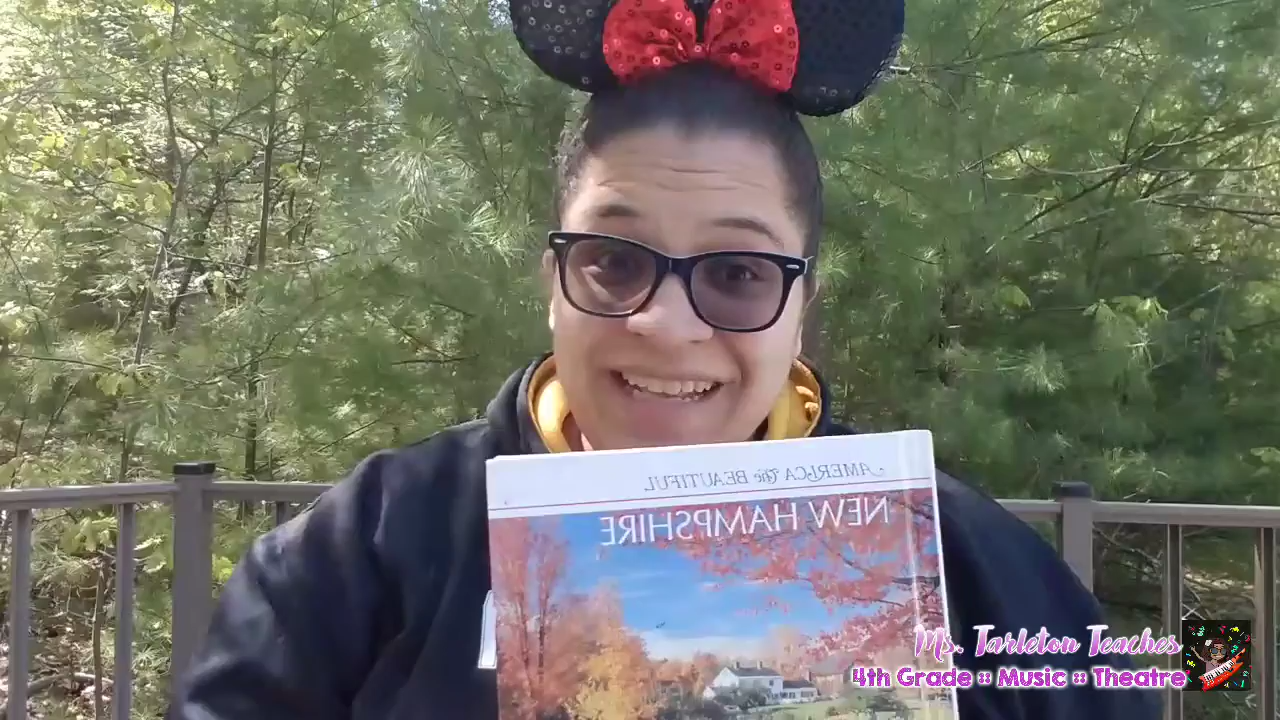 AMERICA the BEAUTIFUL
NEW HAMPSHIRE
Ms. Tarleton Teaches
4th Grade :: Music :: Theatre